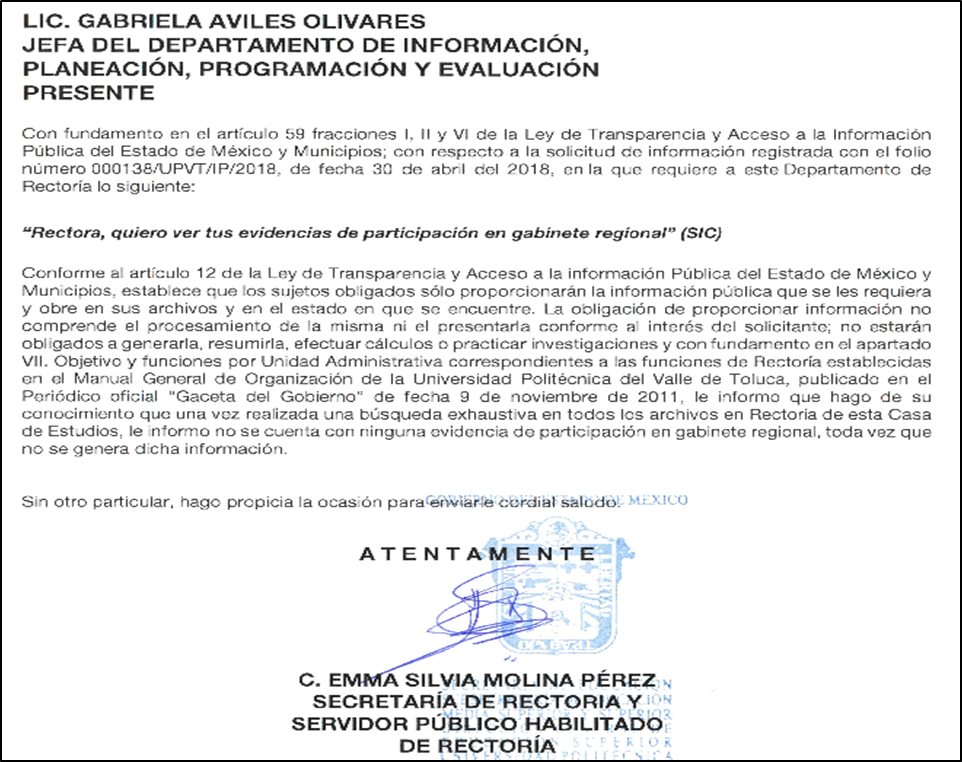 LIC. GABRIELA AVILES OLIVARES
JEFA DEL DEPARTAMENTO DE INFORMACIÓN,
PLANEACIÓN, PROGRAMACIÓN Y EVALUACIÓN
PRESENTE
Con fundamento en el artículo 59 fracciones I, II y VI de la Ley de Transparencia y Acceso a la Información
Pública del Estado de México y Municipios; con respecto a la solicitud de información registrada con el folio
número 000138/UPVT/IP/2018, de fecha 30 de abril del 2018, en la que requiere a este Departamento de
Rectoría lo siguiente:
“Rectora, quiero ver tus evidencias de participación en gabinete regional” (SIC)
Conforme al artículo 12 de la Ley de Transparencia y Acceso a la información Pública del Estado de México y
Municipios, establece que los sujetos obligados sólo proporcionarán la información pública que se les requiera
y obre en sus archivos y en el estado en que se encuentre. La obligación de proporcionar información no
comprende el procesamiento de la misma ni el presentarla conforme al interés del solicitante; no estarán
obligados a generarla, resumirla, efectuar cálculos o practicar investigaciones y con fundamento en el apartado
VII. Objetivo y funciones por Unidad Administrativa correspondientes a las funciones de Rectoría establecidas
en el Manual General de Organización de la Universidad Politécnica del Valle de Toluca, publicado en el
Periódico oficial "Gaceta del Gobierno" de fecha 9 de noviembre de 2011, le informo que hago de su
conocimiento que una vez realizada una búsqueda exhaustiva en todos los archivos en Rectoría de esta Casa
de Estudios, le informo no se cuenta con ninguna evidencia de participación en gabinete regional, toda vez que
no se genera dicha información.
Sin otro particular, hago propicia la ocasión para enviarle cordial saludo.
GOBIERNO DEL ESTADO DE MEXICO
ATENTAMENTE
C. EMMA SILVIA MOLINA PÉREZ
SECRETARÍA DE RECTORIA Y
SERVIDOR PÚBLICO HABILITADO
DE RECTORÍA